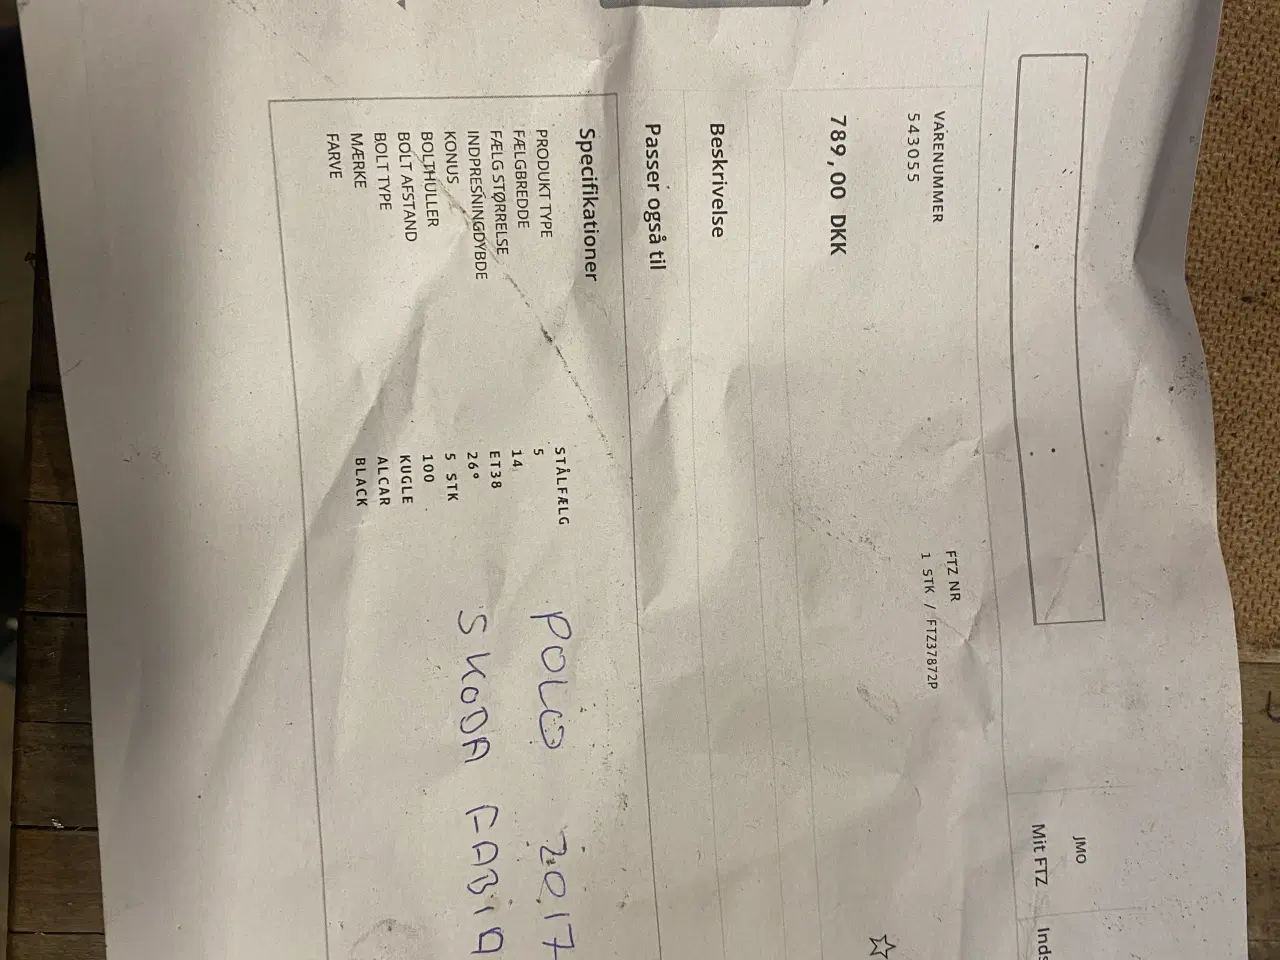 JMO
Mit FTZ
Inds
VARENUMMER
543055
FTZ NR
1 STK / FTZ37872P
789,00 DKK
Beskrivelse
Passer også til
Specifikationer
PRODUKT TYPE STÅLFÆLG
FÆLGBREDDE 5
FÆLG STØRRELSE 14
INDPRESNINGDYBDE ET38
KONUS 26°
BOLTHULLER 5 STK
BOLT AFSTAND 100
BOLT TYPE KUGLE
MÆRKE ALCAR
FARVE BLACK
POLO 2017
SKODA FABIA